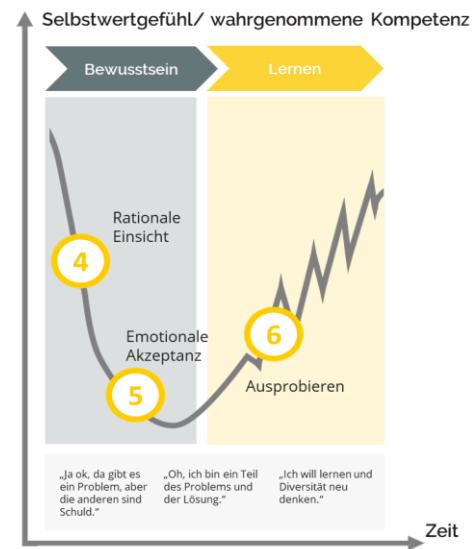 Selbstwertgefühl/ wahrgenommene Kompetenz
Bewusstsein
Lernen
Rationale
Einsicht
4
Emotionale
Akzeptanz
5
6
Ausprobieren
„Ja ok, da gibt es
ein Problem, aber
die anderen sind
Schuld.“
„Oh, ich bin ein Teil
des Problems und
der Lösung.“
„Ich will lernen und
Diversität neu
denken.“
Zeit